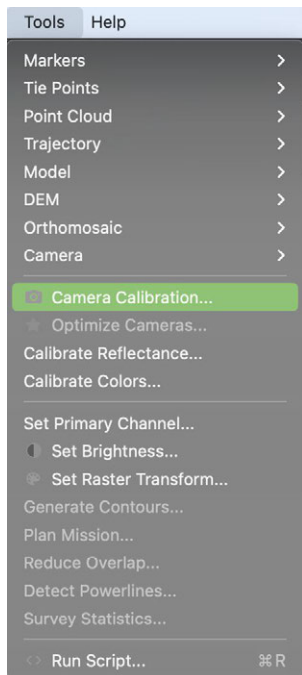 Tools Help
Markers
Tie Points
Point Cloud
Trajectory
Model
DEM
Orthomosaic
Camera
Camera Calibration...
Optimize Cameras...
Calibrate Reflectance...
Calibrate Colors...
Set Primary Channel...
Set Brightness...
Set Raster Transform...
Generate Contours...
Plan Mission...
Reduce Overlap...
Detect Powerlines...
Survey Statistics...
Run Script... ⌘R